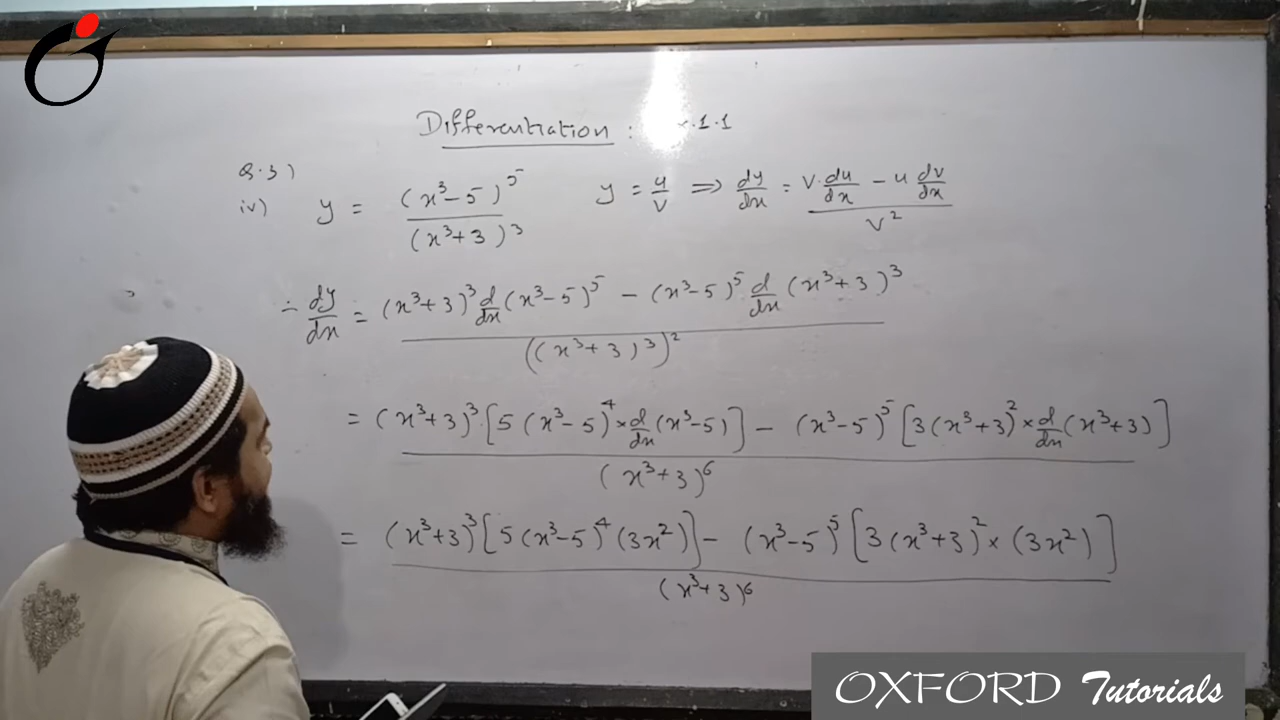 Differentiation : .1.1
Q.3)
iv) y = (x³-5)⁵ / (x³+3)³ y = u/v ⇒ dy/dx = (v.du/dx - u dv/dx) / v²
∴ dy/dx = ((x³+3)³ d/dx (x³-5)⁵ - (x³-5)⁵ d/dx (x³+3)³) / ((x³+3)³)²
= ((x³+3)³ [5(x³-5)⁴ × d/dx (x³-5)] - (x³-5)⁵ [3(x³+3)² × d/dx (x³+3)]) / (x³+3)⁶
= ((x³+3)³ [5(x³-5)⁴ (3x²)] - (x³-5)⁵ [3(x³+3)² × (3x²)]) / (x³+3)⁶
OXFORD Tutorials